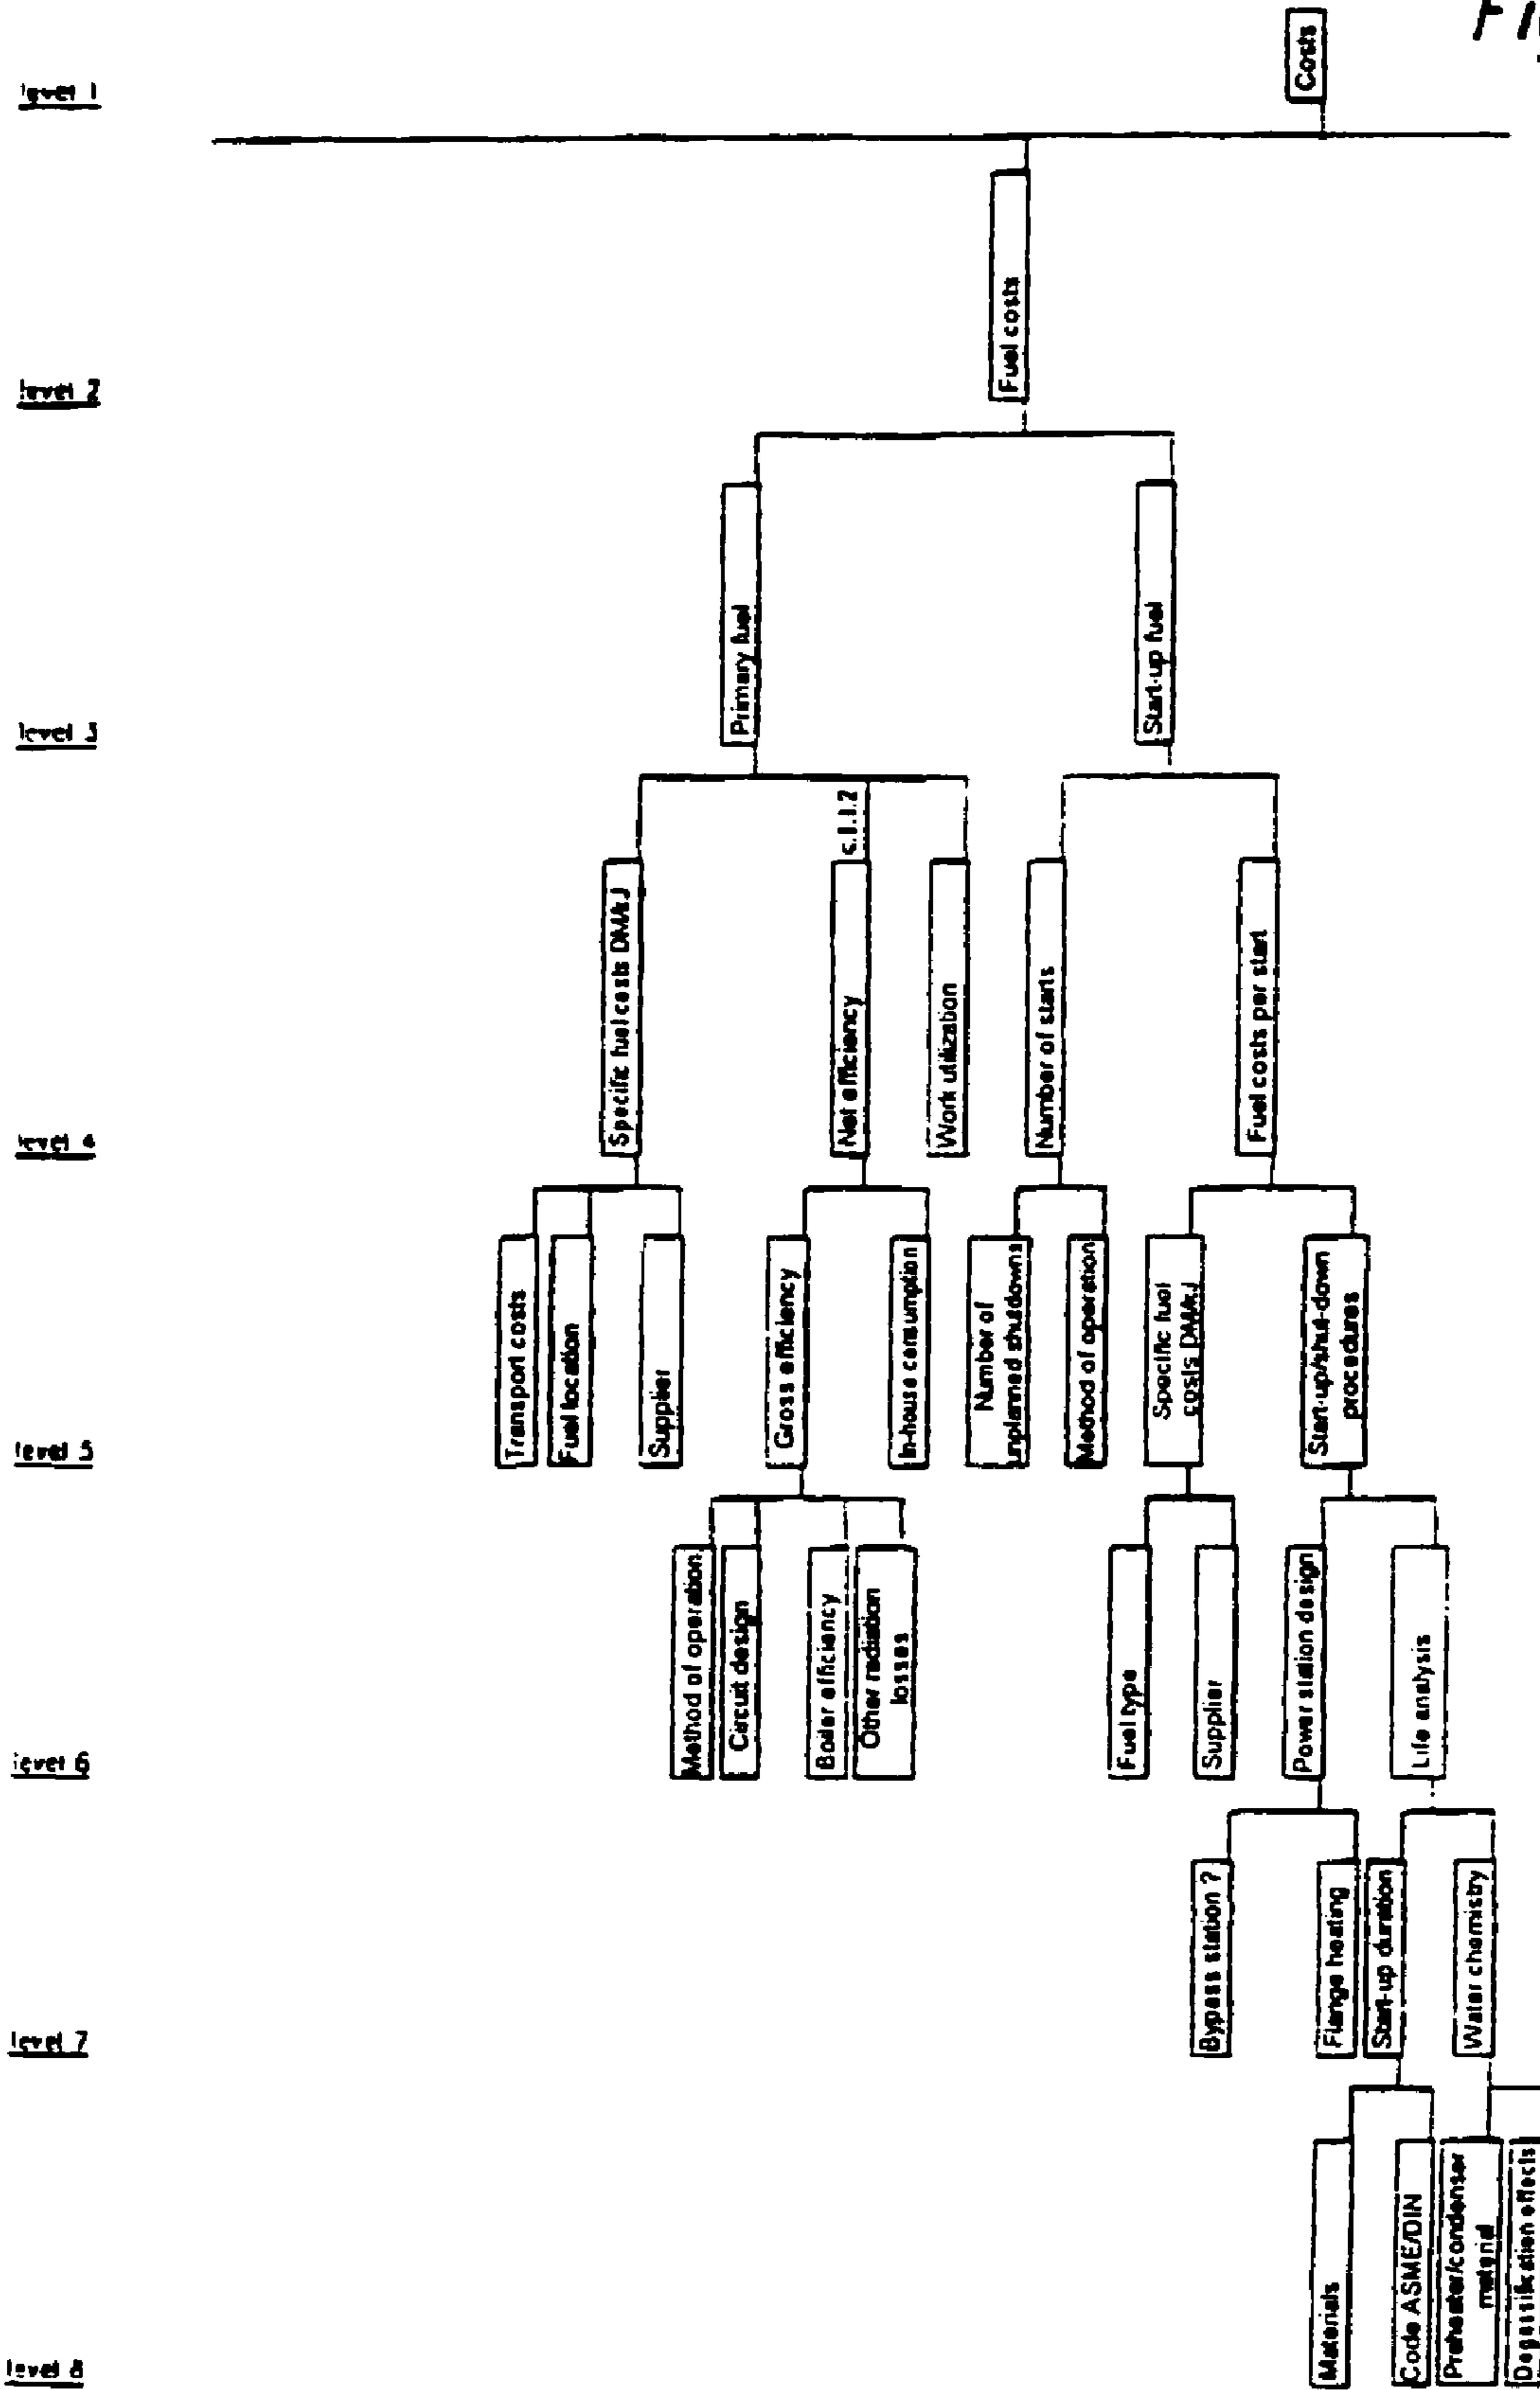 level 1
Costs
level 2
Fuel costs
level 3
Primary fuel
Start-up fuel
level 4
Specific fuel costs DM/kJ
c.1.1.2
Net efficiency
Work utilization
Number of starts
Fuel costs per start
level 5
Transport costs
Fuel location
Supplier
Gross efficiency
In-house consumption
Number of
unplanned shutdowns
Method of operation
Specific fuel
costs DM/kJ
Start-up/shut-down
procedures
level 6
Method of operation
Circuit design
Boiler efficiency
Other radiation
losses
Fuel type
Supplier
Power station design
Life analysis
level 7
Bypass station ?
Flange heating
Start-up duration
Water chemistry
level 8
Materials
Code ASME/DIN
Preheater/condenser
material